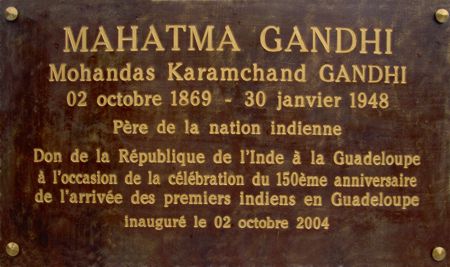 MAHATMA GANDHI
Mohandas Karamchand GANDHI
02 octobre 1869 - 30 janvier 1948
Père de la nation indienne
Don de la République de l'Inde à la Guadeloupe
à l'occasion de la célébration du 150ème anniversaire
de l'arrivée des premiers indiens en Guadeloupe
inauguré le 02 octobre 2004